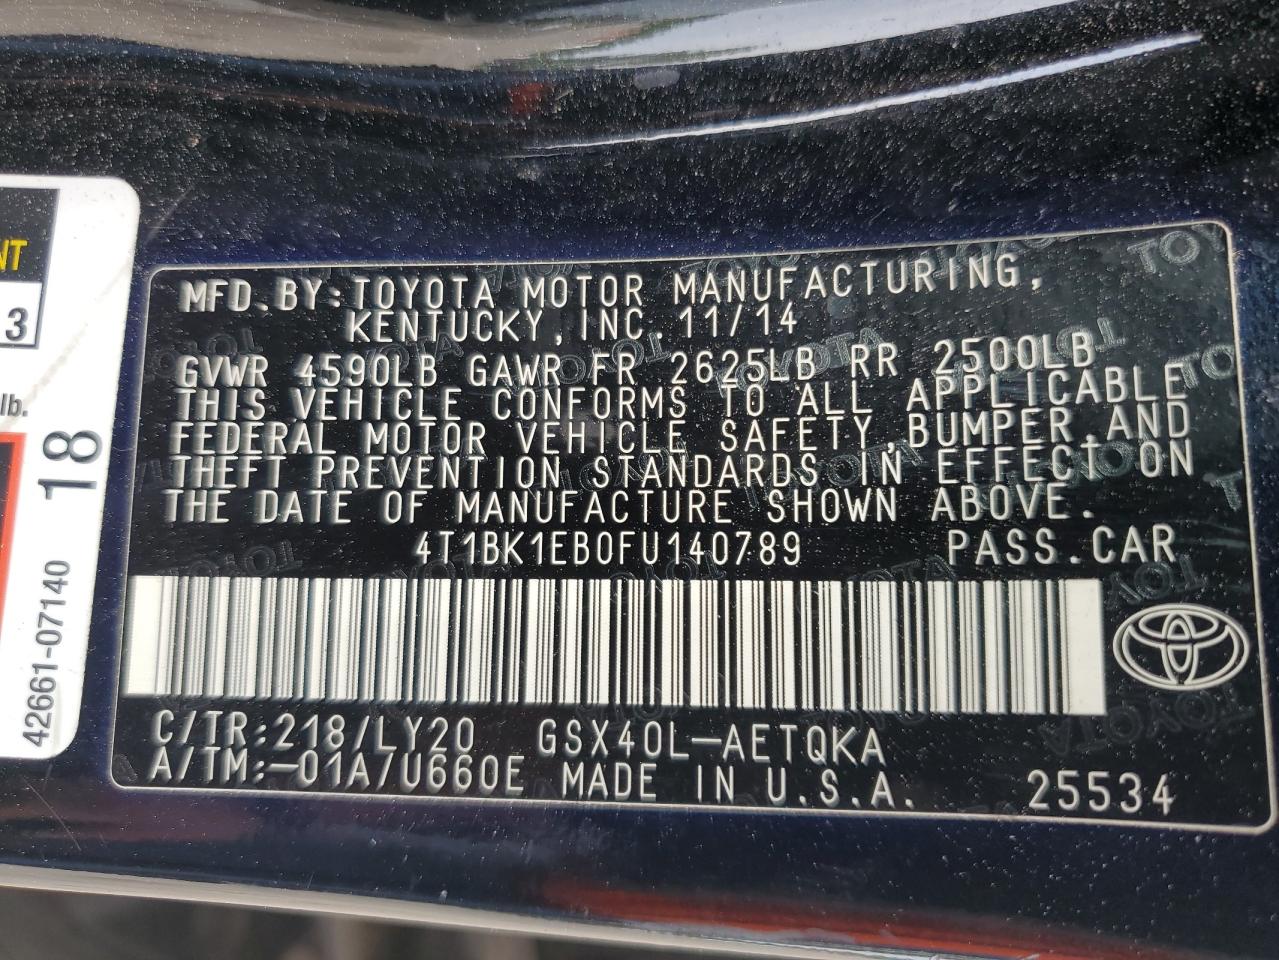 MFD.BY:TOYOTA MOTOR MANUFACTURING,
KENTUCKY,INC.11/14
GVWR 4590LB GAWR FR 2625LB RR 2500LB
THIS VEHICLE CONFORMS TO ALL APPLICABLE
FEDERAL MOTOR VEHICLE SAFETY,BUMPER,AND
THEFT PREVENTION STANDARDS IN EFFECT ON
THE DATE OF MANUFACTURE SHOWN ABOVE.
4T1BK1EB0FU140789 PASS.CAR
C/TR:218/LY20 GSX40L-AETQKA
A/TM:-01A/U660E MADE IN U.S.A. 25534
NT
3
lb.
18
42661-07140